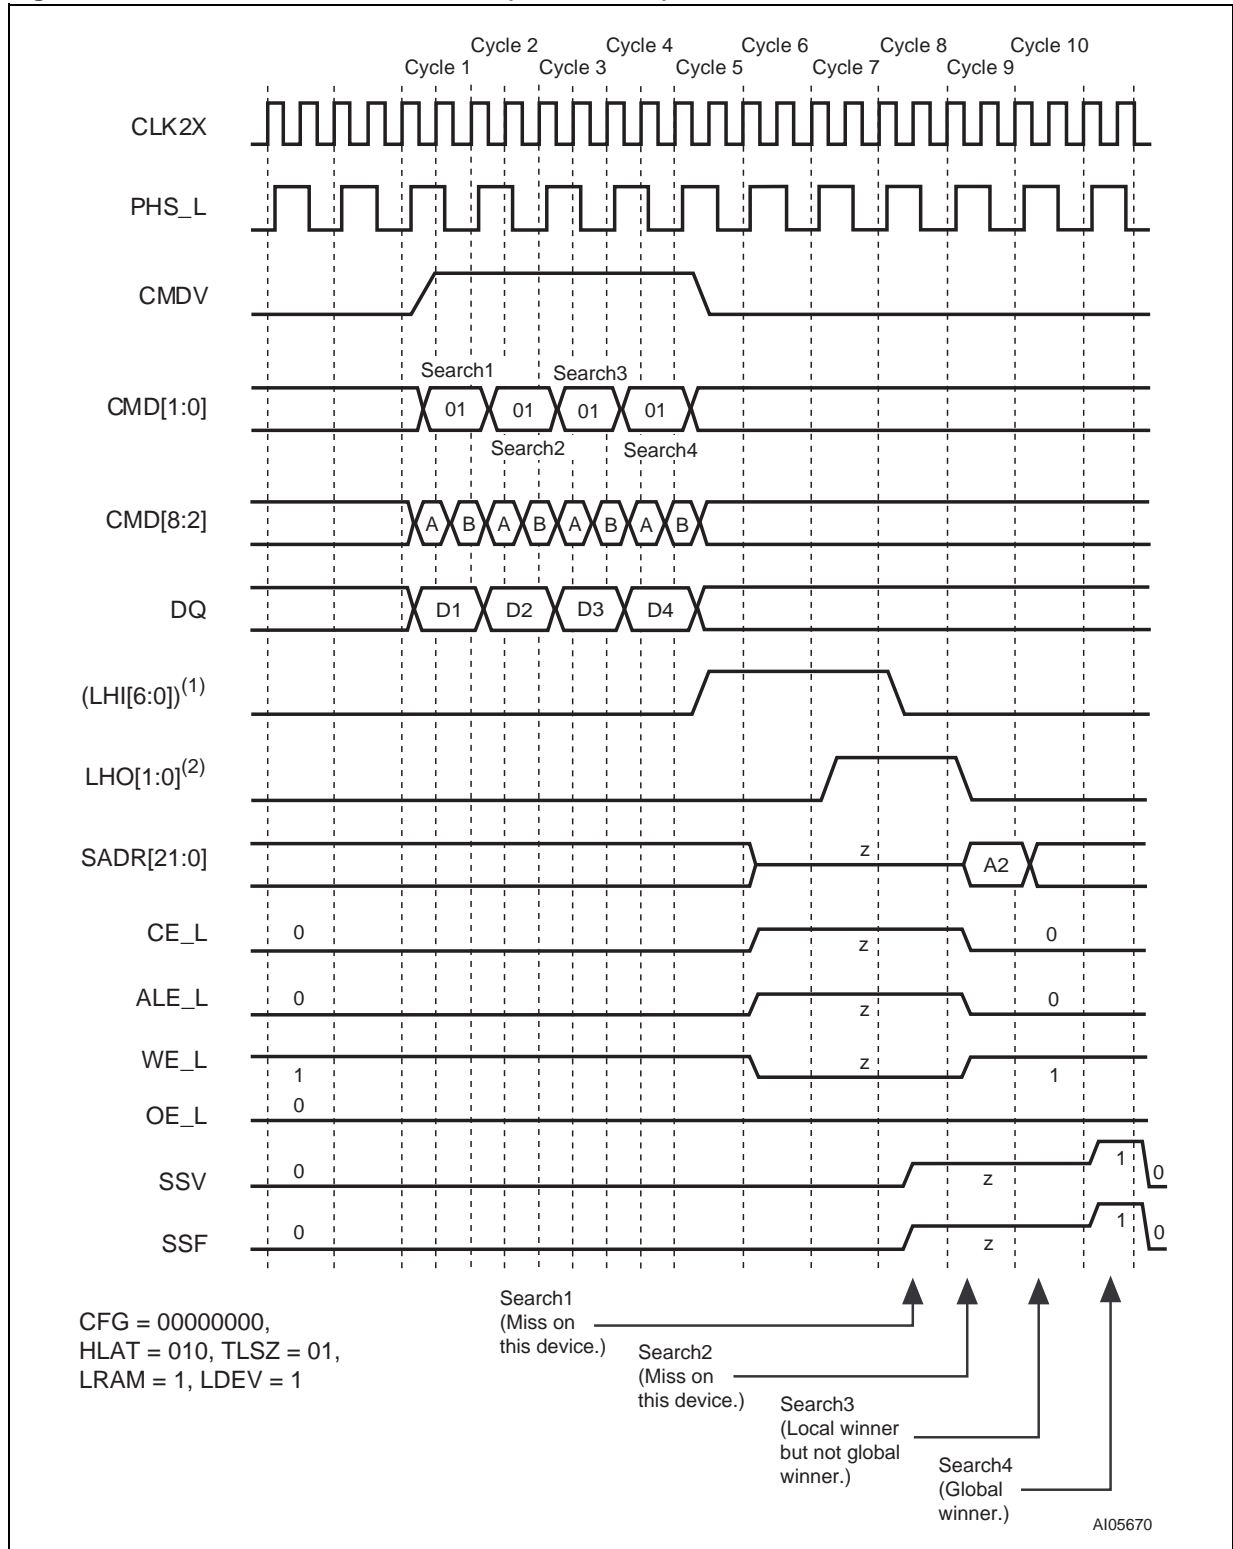 Cycle 2 Cycle 4 Cycle 6 Cycle 8 Cycle 10
Cycle 1 Cycle 3 Cycle 5 Cycle 7 Cycle 9
CLK2X
PHS_L
CMDV
Search1 Search3
CMD[1:0] 01 01 01 01
Search2 Search4
CMD[8:2] A B A B A B A B
DQ D1 D2 D3 D4
(LHI[6:0])(1)
LHO[1:0](2)
SADR[21:0] z A2
CE_L 0 z 0
ALE_L 0 z 0
WE_L 1 z 1
OE_L 0
SSV 0 z 1 0
SSF 0 z 1 0
CFG = 00000000,
HLAT = 010, TLSZ = 01,
LRAM = 1, LDEV = 1
Search1
(Miss on
this device.)
Search2
(Miss on
this device.)
Search3
(Local winner
but not global
winner.)
Search4
(Global
winner.)
AI05670